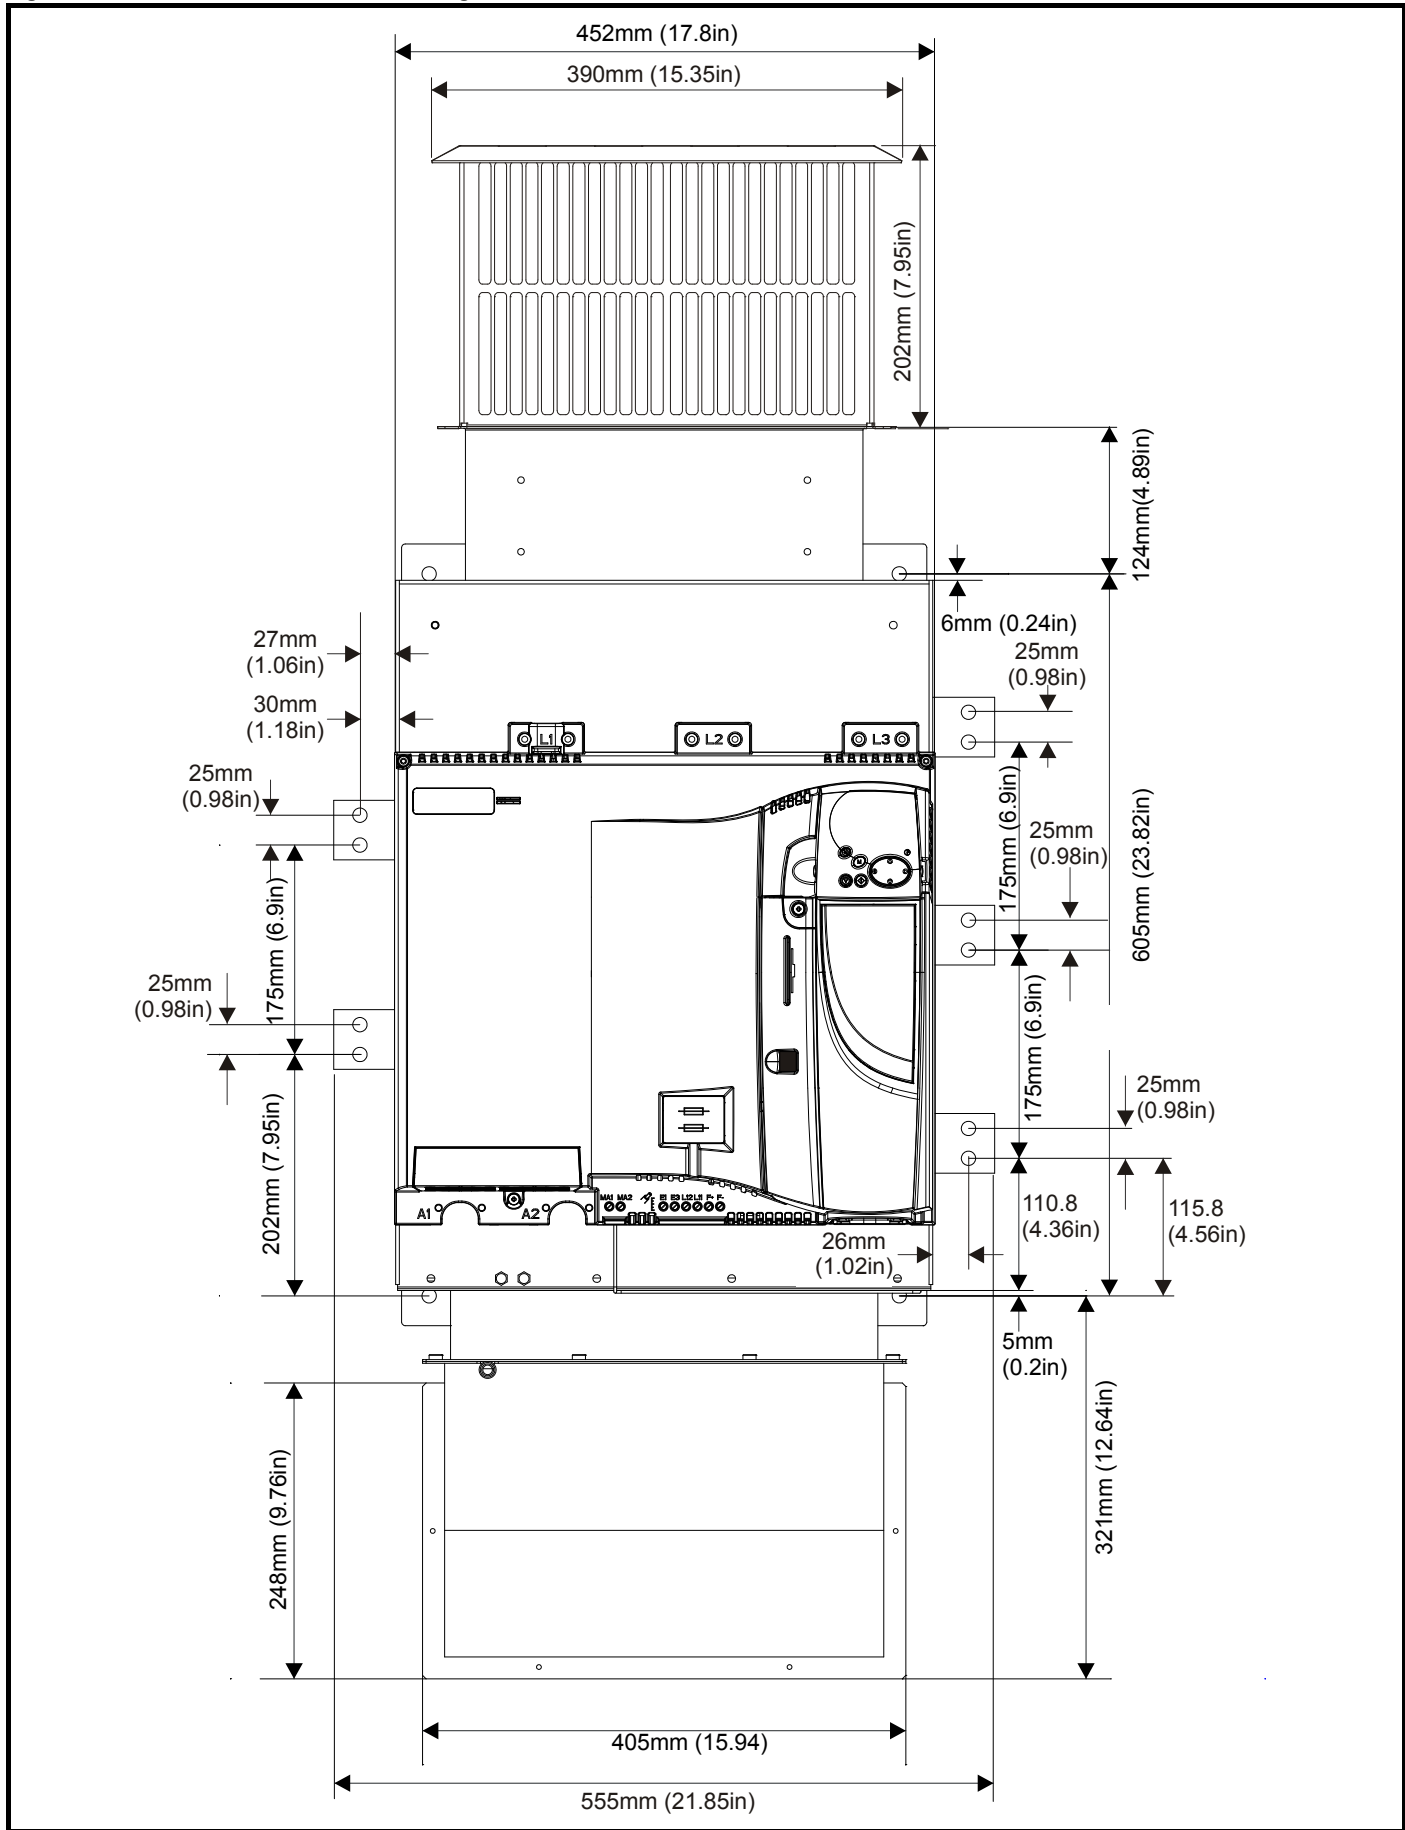 452mm (17.8in)
390mm (15.35in)
202mm (7.95in)
124mm(4.89in)
6mm (0.24in)
27mm
(1.06in)
25mm
(0.98in)
30mm
(1.18in)
L1
L2
L3
25mm
(0.98in)
175mm (6.9in)
605mm (23.82in)
25mm
(0.98in)
M
175mm (6.9in)
25mm
(0.98in)
175mm (6.9in)
25mm
(0.98in)
202mm (7.95in)
MA1 MA2
E1 E3 L12 L11 F+ F-
A1
A2
110.8
(4.36in)
115.8
(4.56in)
26mm
(1.02in)
5mm
(0.2in)
321mm (12.64in)
248mm (9.76in)
405mm (15.94)
555mm (21.85in)